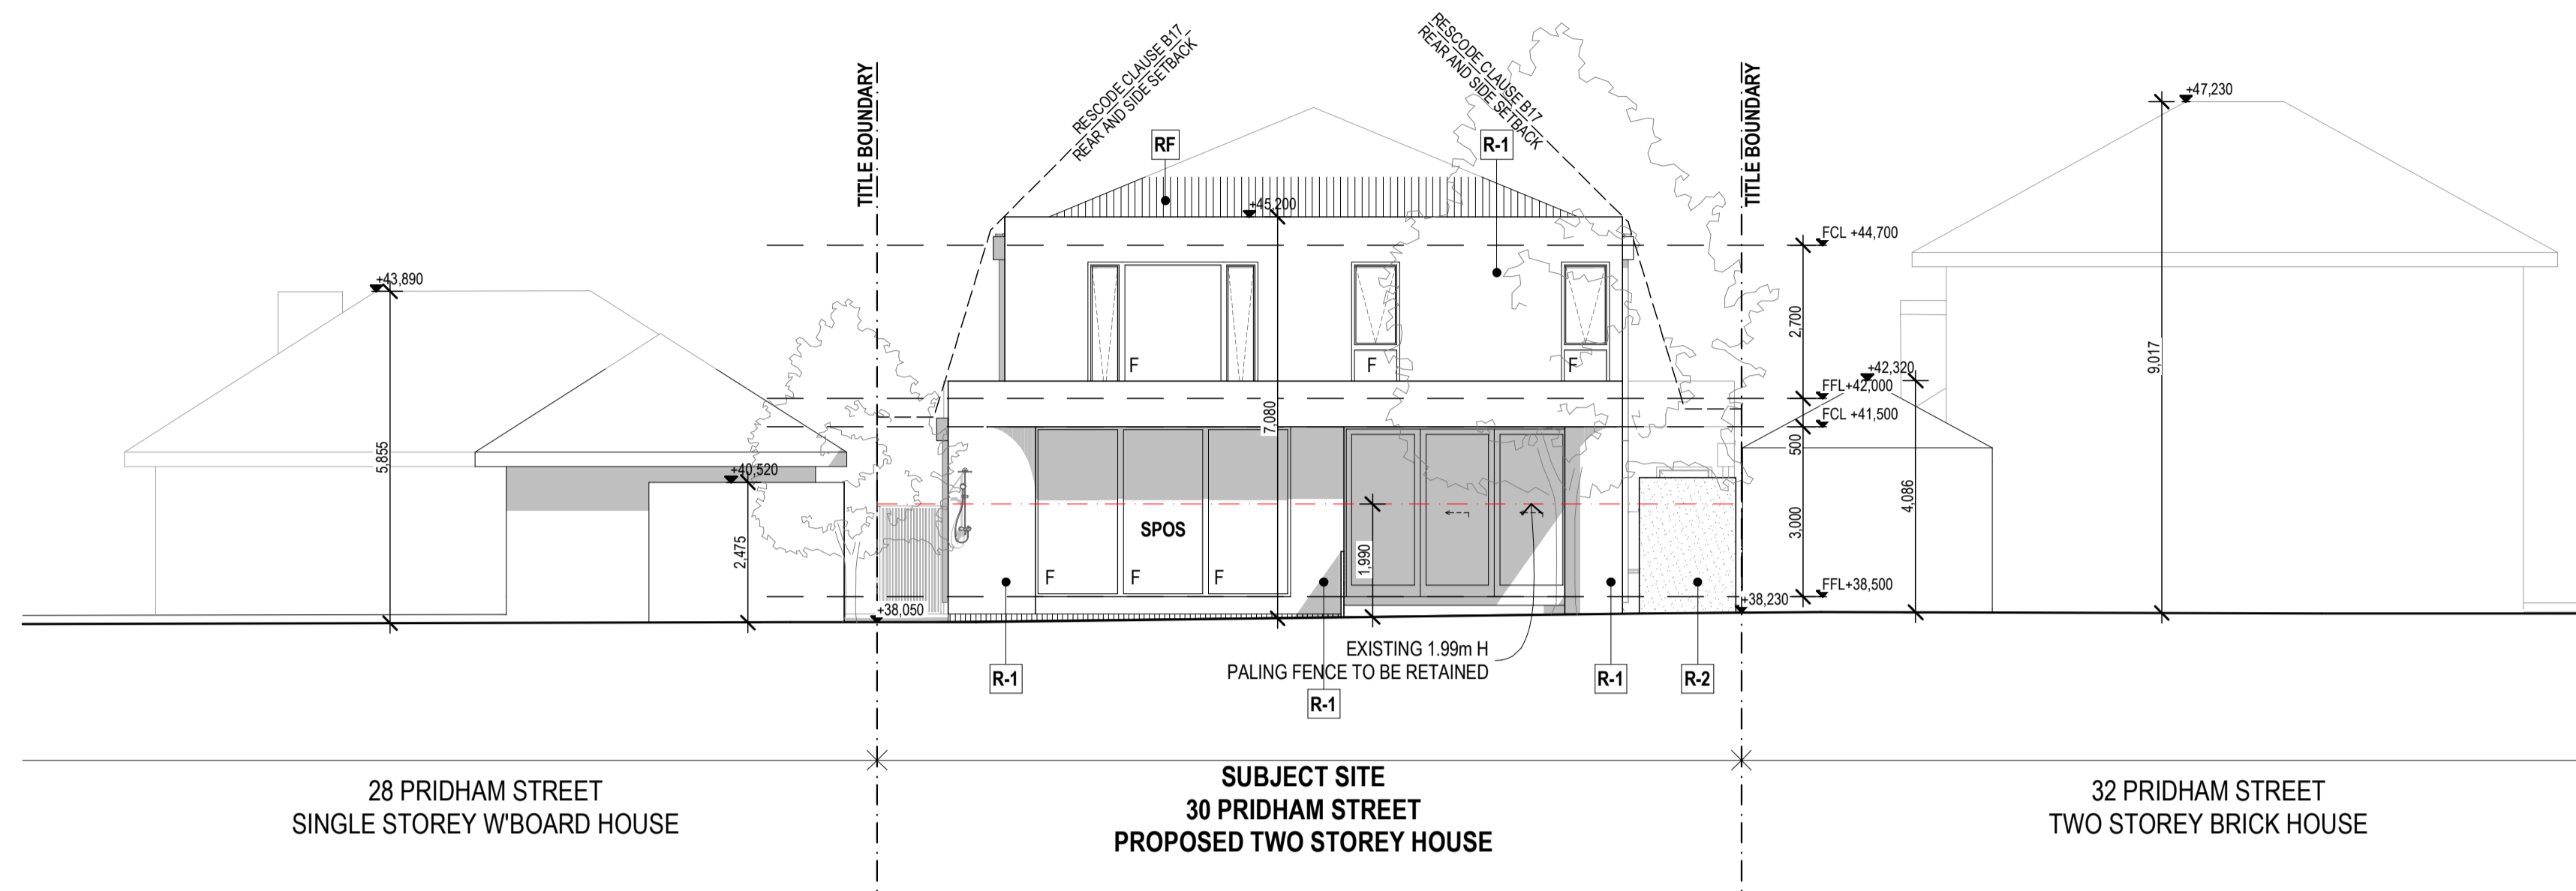 RESCODE CLAUSE B17
REAR AND SIDE SETBACK
RESCODE CLAUSE B17
REAR AND SIDE SETBACK
TITLE BOUNDARY
TITLE BOUNDARY
+47,230
RF
R-1
+45,200
FCL +44,700
+43,890
2,700
9,017
+42,320
FFL+42,000
FCL +41,500
F
F
F
7,080
5,855
500
+40,520
4,086
3,000
2,475
SPOS
1,990
F
F
F
FFL+38,500
+38,050
+38,230
EXISTING 1.99m H
PALING FENCE TO BE RETAINED
R-1
R-1
R-1
R-2
28 PRIDHAM STREET
SINGLE STOREY W'BOARD HOUSE
SUBJECT SITE
30 PRIDHAM STREET
PROPOSED TWO STOREY HOUSE
32 PRIDHAM STREET
TWO STOREY BRICK HOUSE